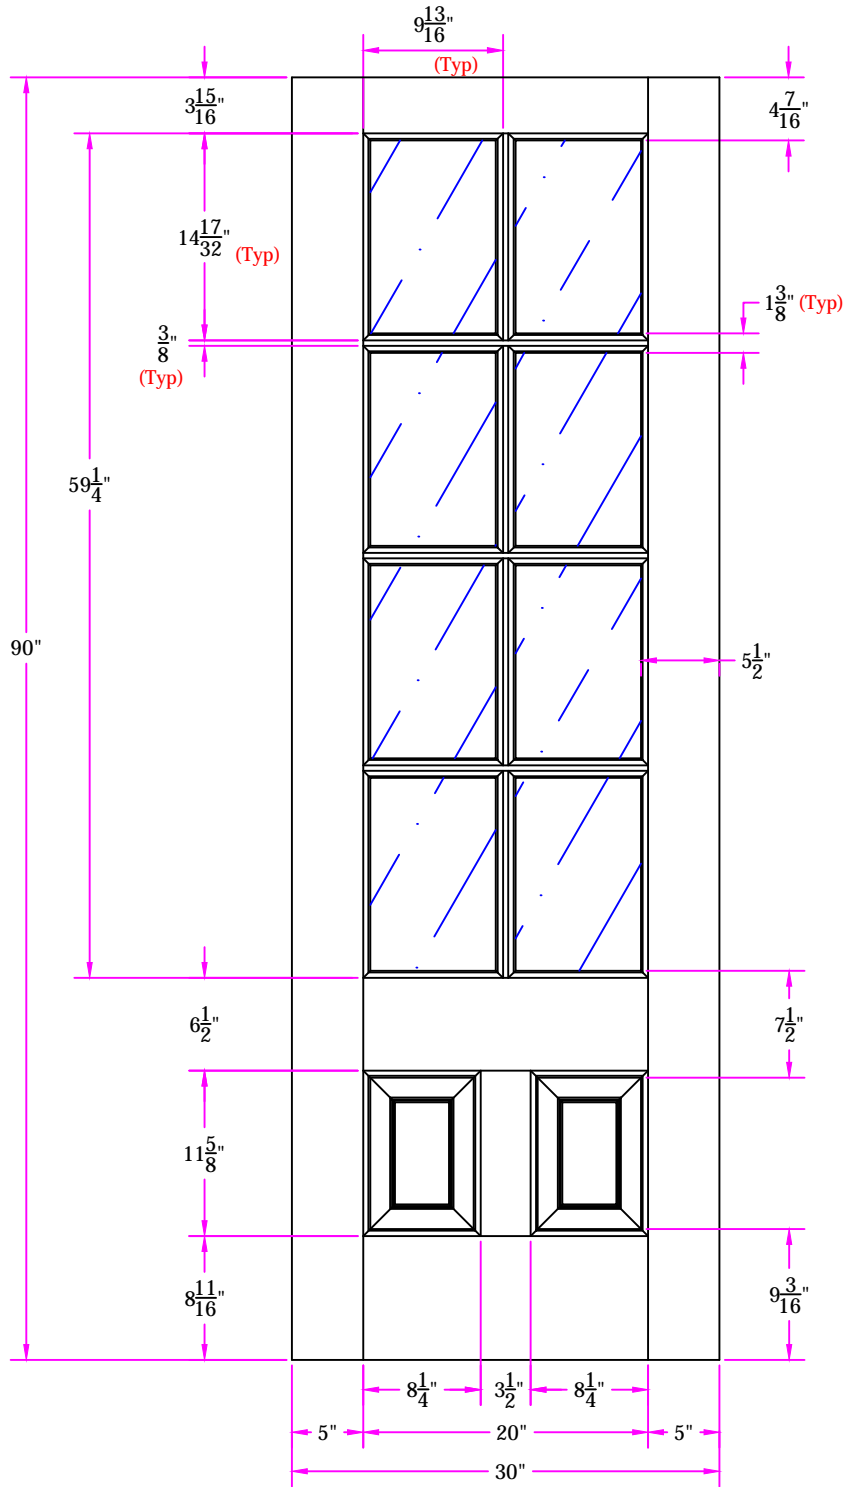 9 13/16"
(Typ)
3 15/16"
4 7/16"
14 17/32" (Typ)
1 3/8" (Typ)
3/8"
(Typ)
59 1/4"
90"
5 1/2"
6 1/2"
7 1/2"
11 5/8"
8 11/16"
9 3/16"
8 1/4" 3 1/2" 8 1/4"
5" 20" 5"
30"